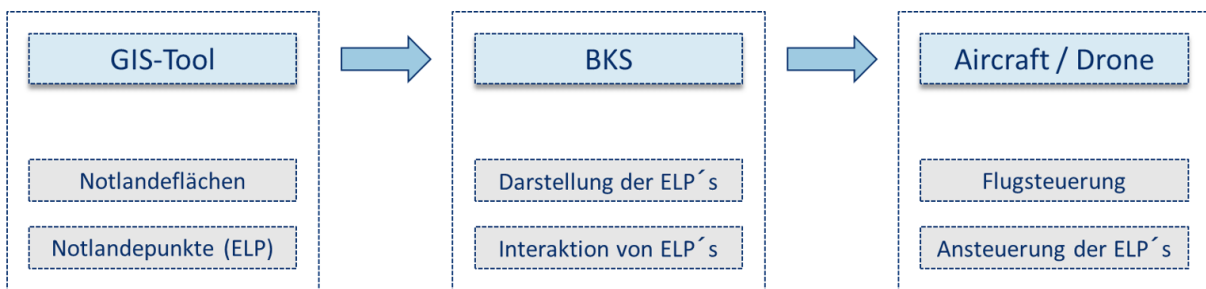 GIS-Tool
Notlandeflächen
Notlandepunkte (ELP)
BKS
Darstellung der ELP´s
Interaktion von ELP´s
Aircraft / Drone
Flugsteuerung
Ansteuerung der ELP´s